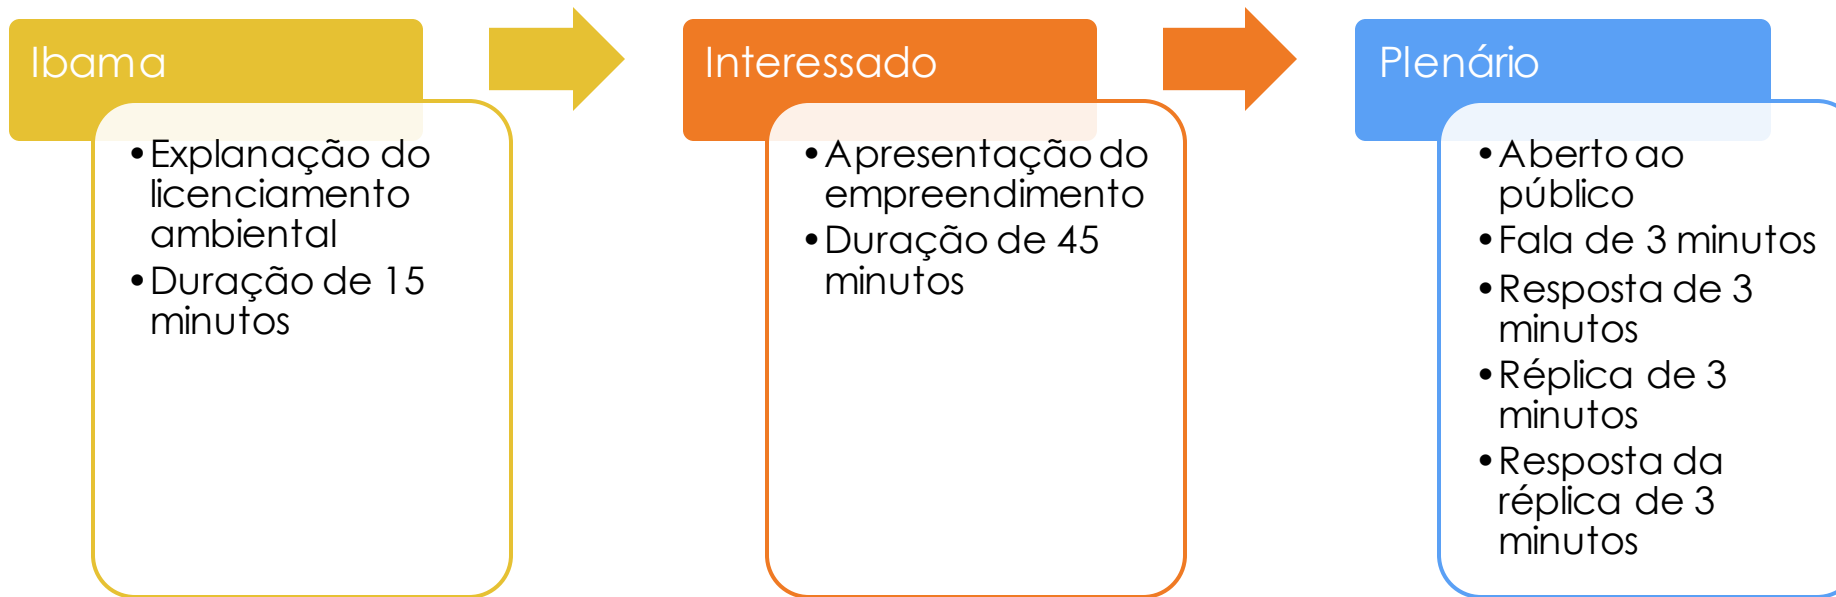 Ibama
•Explanação do
licenciamento
ambiental
•Duração de 15
minutos
Interessado
•Apresentação do
empreendimento
•Duração de 45
minutos
Plenário
•Aberto ao
público
•Fala de 3 minutos
•Resposta de 3
minutos
•Réplica de 3
minutos
•Resposta da
réplica de 3
minutos